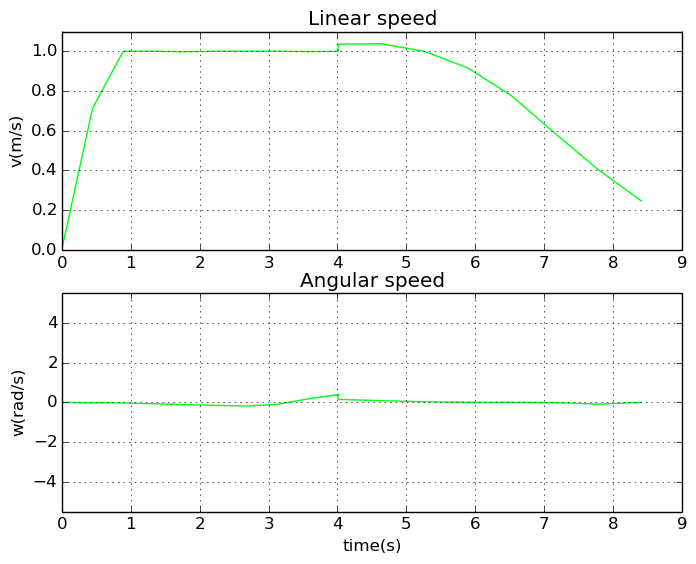 Linear speed
v(m/s)
1.0
0.8
0.6
0.4
0.2
0.0
0 1 2 3 4 5 6 7 8 9
Angular speed
w(rad/s)
4
2
0
−2
−4
0 1 2 3 4 5 6 7 8 9
time(s)